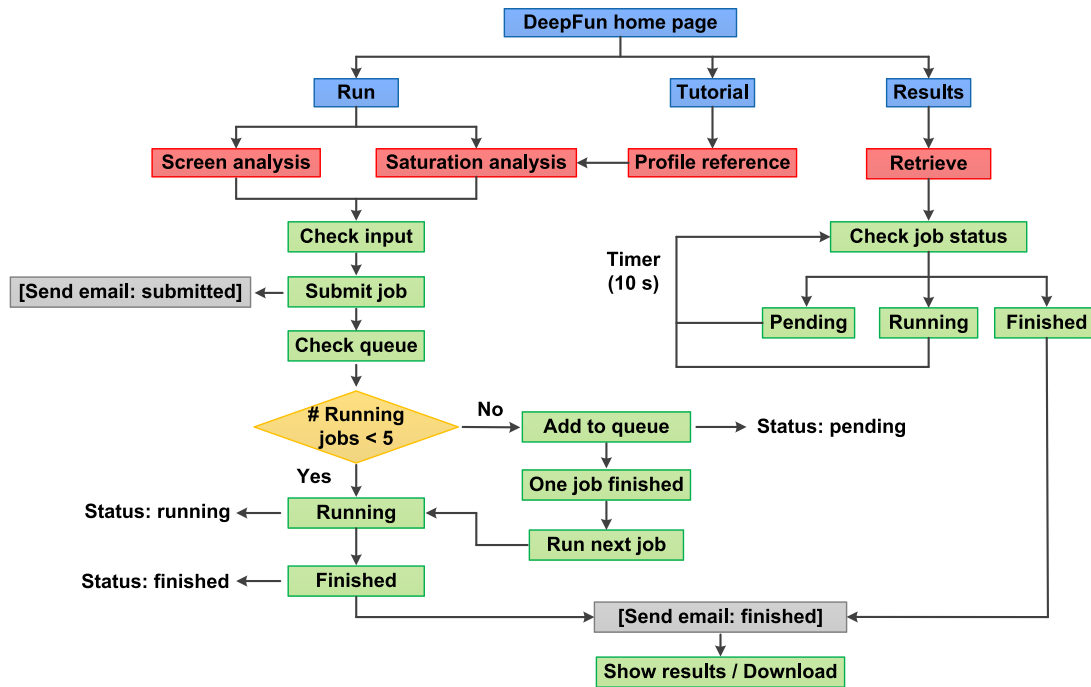 DeepFun home page
Run
Tutorial
Results
Screen analysis
Saturation analysis
Profile reference
Retrieve
Check input
Check job status
Timer
(10 s)
[Send email: submitted]
Submit job
Pending
Running
Finished
Check queue
# Running
jobs < 5
No
Add to queue
Status: pending
Yes
One job finished
Status: running
Running
Run next job
Status: finished
Finished
[Send email: finished]
Show results / Download